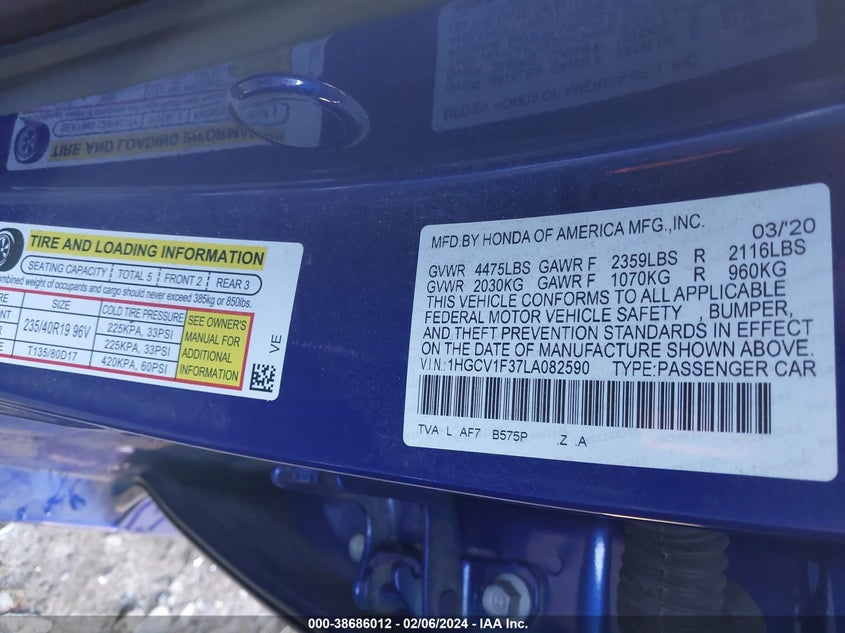 TIRE AND LOADING INFORMATION
SEATING CAPACITY TOTAL 5 FRONT 2 REAR 3
combined weight of occupants and cargo should never exceed 385kg or 850lbs.
SIZE COLD TIRE PRESSURE
235/40R19 96V 225KPA, 33PSI
225KPA, 33PSI
T135/80D17 420KPA, 60PSI
SEE OWNER'S
MANUAL FOR
ADDITIONAL
INFORMATION
VE
MFD.BY HONDA OF AMERICA MFG.,INC. 03/'20
GVWR 4475LBS GAWR F 2359LBS R 2116LBS
GVWR 2030KG GAWR F 1070KG R 960KG
THIS VEHICLE CONFORMS TO ALL APPLICABLE
FEDERAL MOTOR VEHICLE SAFETY , BUMPER,
AND THEFT PREVENTION STANDARDS IN EFFECT
ON THE DATE OF MANUFACTURE SHOWN ABOVE.
VIN:1HGCV1F37LA082590 TYPE:PASSENGER CAR
TVA L AF7 B575P .Z .A
000-38686012 - 02/06/2024 - IAA Inc.